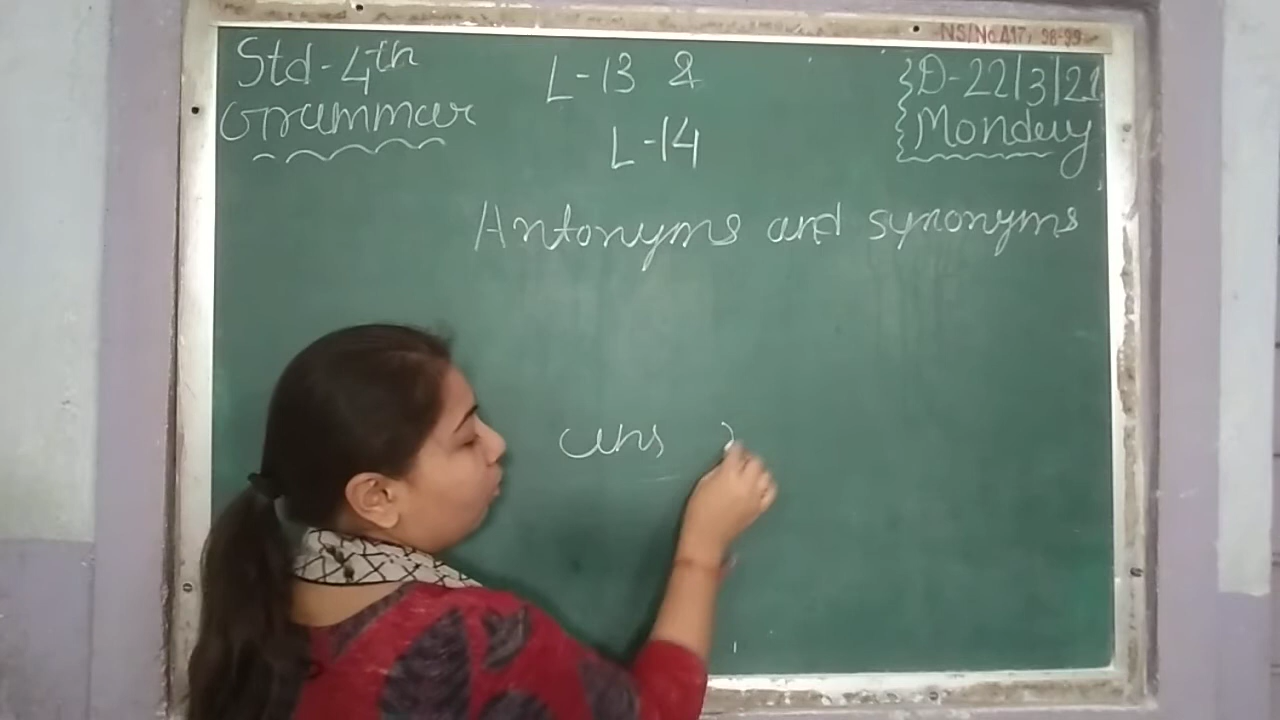 NS/No.417, 98-99
Std-4th
Grammar
L-13 &
L-14
D-22/3/21
Monday
Antonyms and synonyms
ans